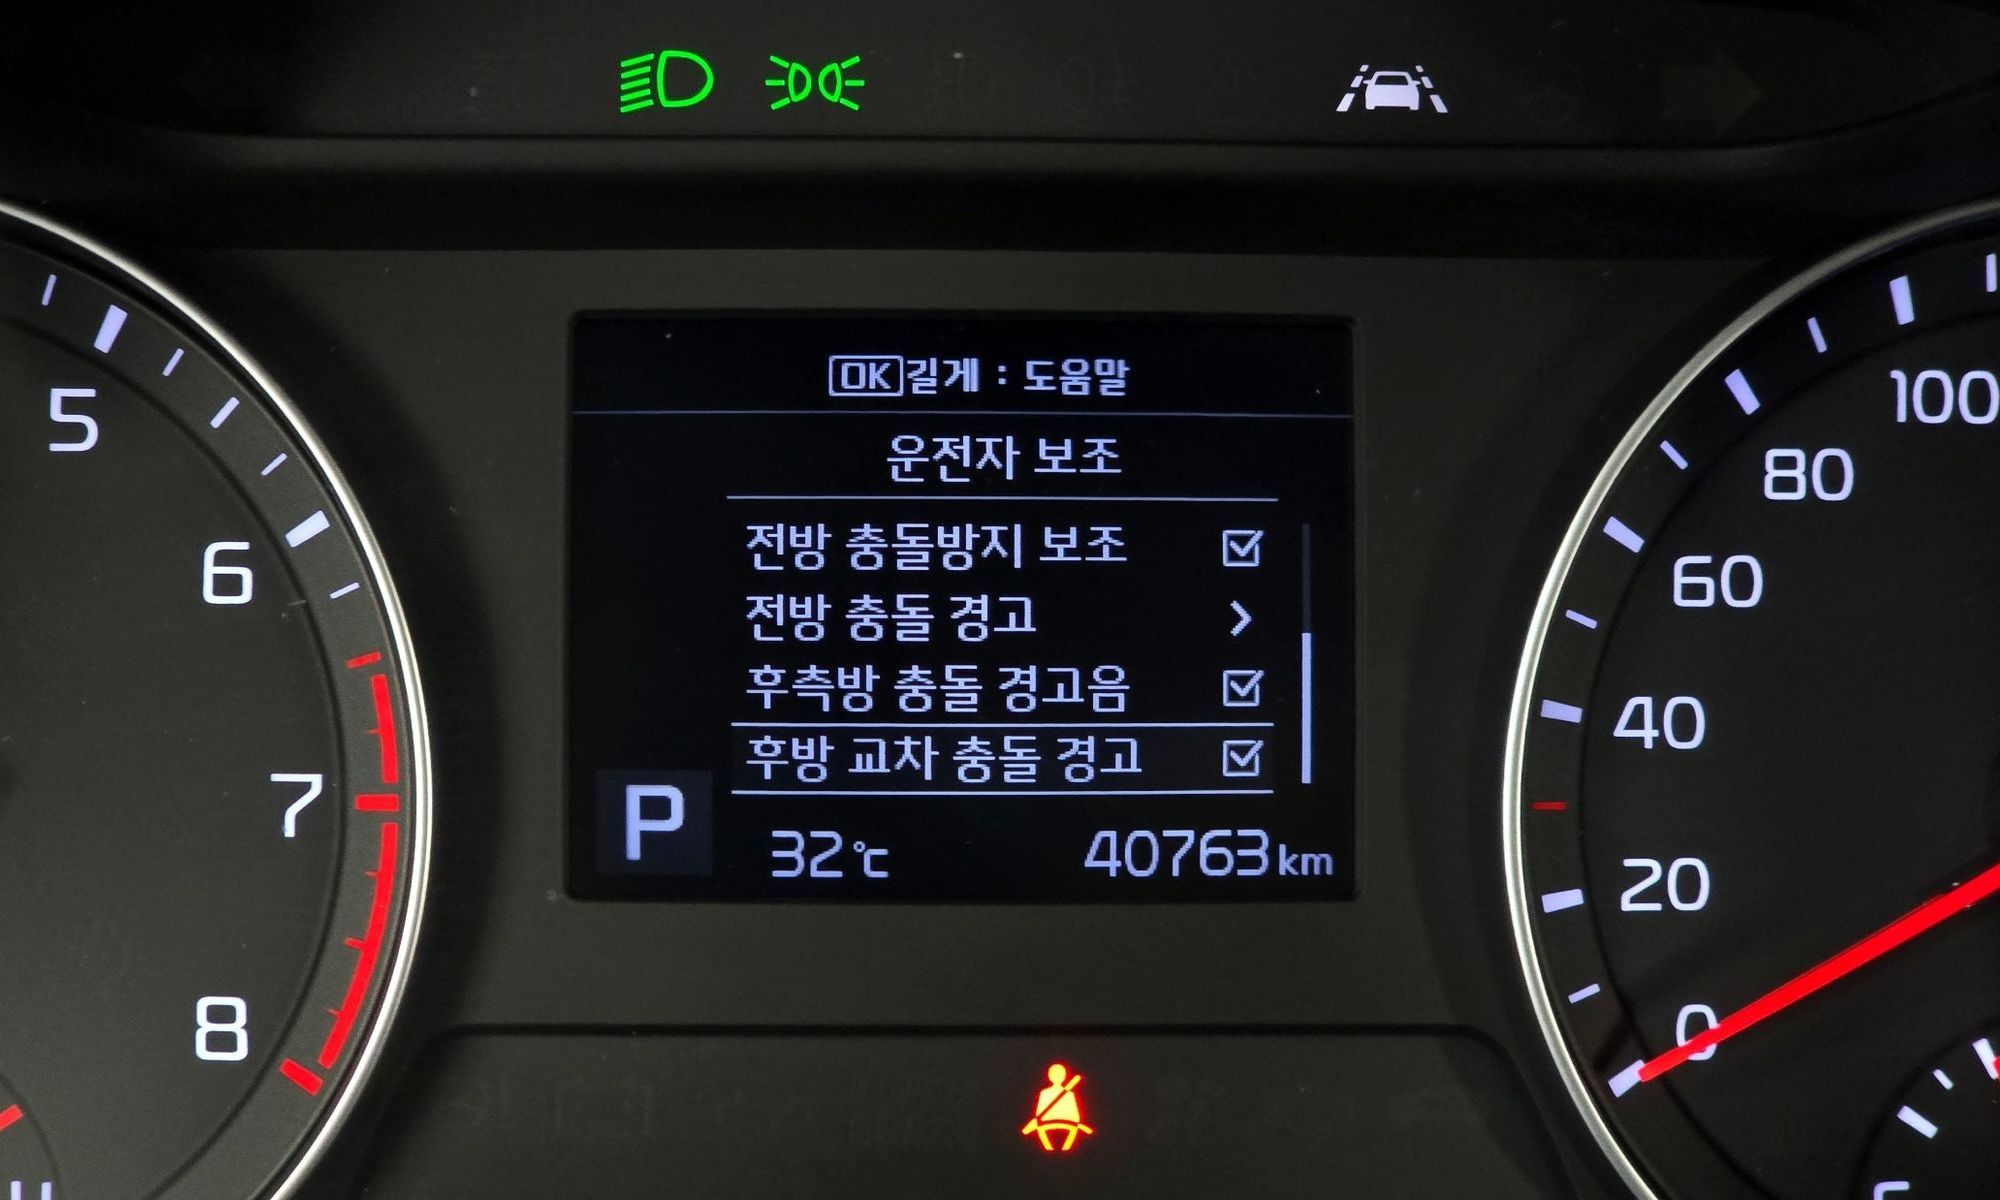 OK 길게 : 도움말
운전자 보조
전방 충돌방지 보조
전방 충돌 경고
후측방 충돌 경고음
후방 교차 충돌 경고
P
32℃ 40763 km
5
6
7
8
100
80
60
40
20
0